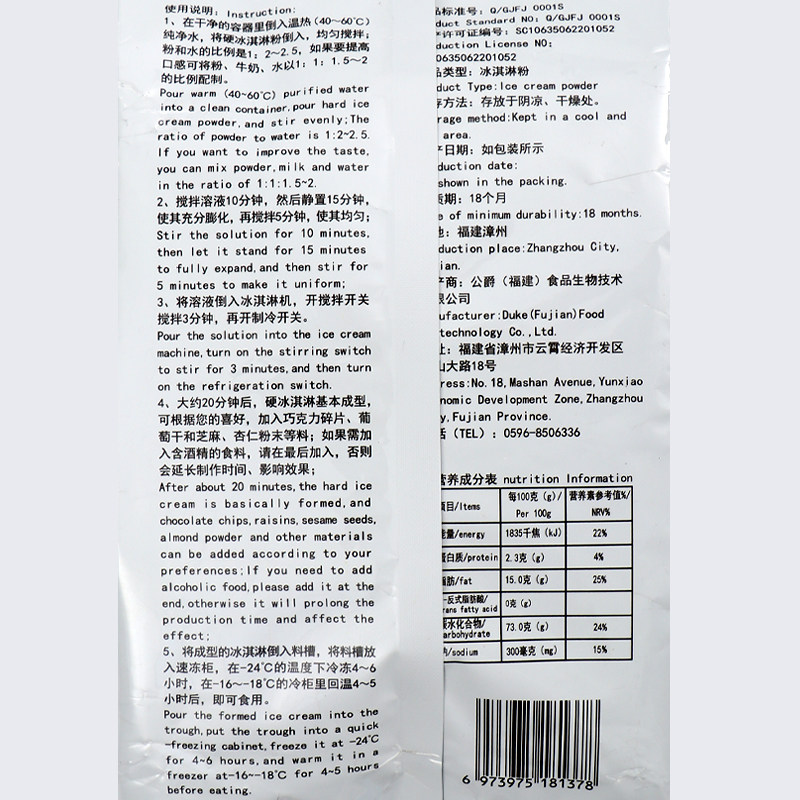 使用说明: Instruction:
1、在干净的容器里倒入温热(40~60℃)
纯净水, 将硬冰淇淋粉倒入, 均匀搅拌;
粉和水的比例是1: 2~2.5, 如果要提高
口感可将粉、牛奶、水以1: 1: 1.5~2
的比例配制。
Pour warm (40~60℃) purified water
into a clean container,pour hard ice
cream powder,and stir evenly;The
ratio of powder to water is 1:2~2.5.
If you want to improve the taste,
you can mix powder,milk and water
in the ratio of 1:1:1.5~2.
2、搅拌溶液10分钟, 然后静置15分钟,
使其充分膨化, 再搅拌5分钟, 使其均匀;
Stir the solution for 10 minutes,
then let it stand for 15 minutes
to fully expand,and then stir for
5 minutes to make it uniform;
3、将溶液倒入冰淇淋机, 开搅拌开关
搅拌3分钟, 再开制冷开关。
Pour the solution into the ice cream
machine,turn on the stirring switch
to stir for 3 minutes,and then turn
on the refrigeration switch.
4、大约20分钟后, 硬冰淇淋基本成型,
可根据您的喜好, 加入巧克力碎片、葡
萄干和芝麻、杏仁粉末等料; 如果需加
入含酒精的食料, 请在最后加入, 否则
会延长制作时间、影响效果;
After about 20 minutes,the hard ice
cream is basically formed,and
chocolate chips,raisins,sesame seeds,
almond powder and other materials
can be added according to your
preferences;If you need to add
alcoholic food,please add it at the
end,otherwise it will prolong the
production time and affect the
effect;
5、将成型的冰淇淋倒入料槽, 将料槽放
入速冻柜, 在-24℃的温度下冷冻4~6
小时, 在-16~-18℃的冷柜里回温4~5
小时后, 即可食用。
Pour the formed ice cream into the
trough,put the trough into a quick
-freezing cabinet,freeze it at -24℃
for 4~6 hours,and warm it in a
freezer at-16~-18℃ for 4~5 hours
before eating.
品标准号: Q/GJFJ 0001S
duct Standard NO: Q/GJFJ 0001S
许可证编号: SC10635062201052
duction License NO:
0635062201052
品类型: 冰淇淋粉
duct Type:Ice cream powder
存方法: 存放于阴凉、干燥处。
rage method:Kept in a cool and
area.
产日期: 如包装所示
duction date:
shown in the packing.
质期: 18个月
e of minimum durability:18 months.
地: 福建漳州
duction place:Zhangzhou City,
ian.
产商: 公爵 (福建) 食品生物技术
限公司
ufacturer:Duke(Fujian)Food
technology Co.,Ltd.
址: 福建省漳州市云霄经济开发区
山大路18号
ress:No.18,Mashan Avenue,Yunxiao
nomic Development Zone,Zhangzhou
y,Fujian Province.
话 (TEL) : 0596-8506336
营养成分表 nutrition Information
项目/Items 每100克 (g)/Per 100g 营养素参考值%/NRV%
能量/energy 1835千焦 (kJ) 22%
蛋白质/protein 2.3克 (g) 4%
脂肪/fat 15.0克 (g) 25%
-反式脂肪酸/rans fatty acid 0克 (g)
碳水化合物/arbohydrate 73.0克 (g) 24%
钠/sodium 300毫克 (mg) 15%
6 973975 181378